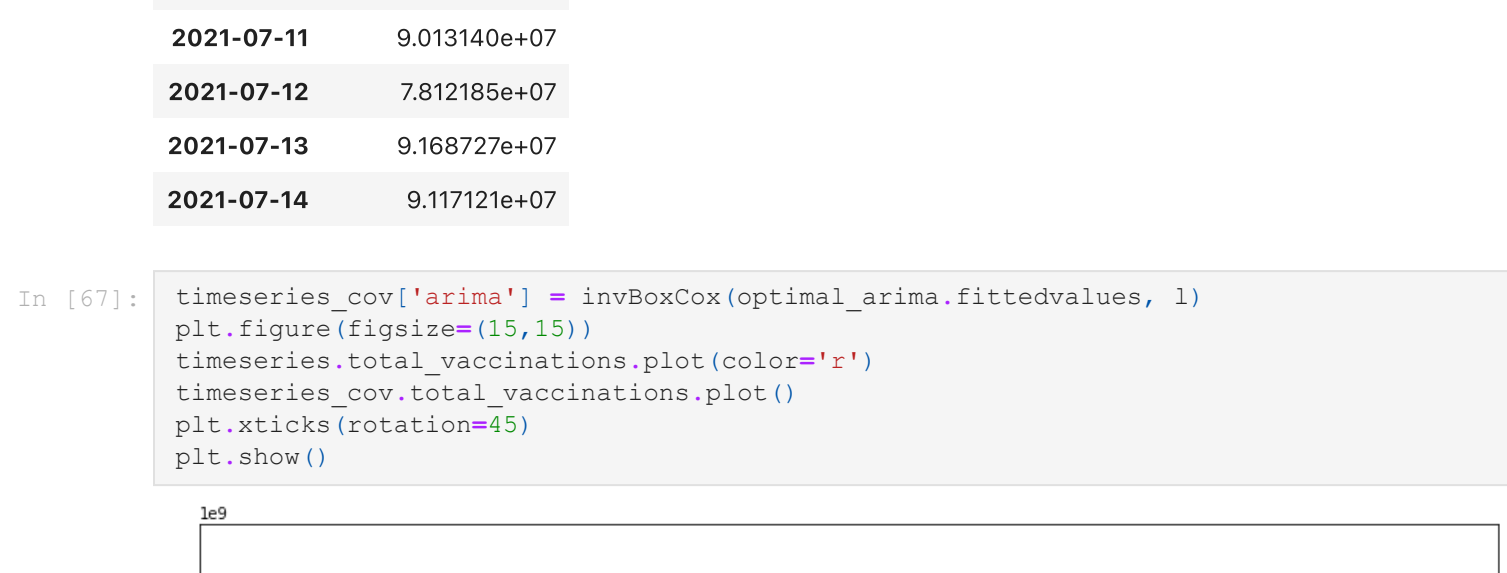 2021-07-11 9.013140e+07
2021-07-12 7.812185e+07
2021-07-13 9.168727e+07
2021-07-14 9.117121e+07
In [67]: timeseries_cov['arima'] = invBoxCox(optimal_arima.fittedvalues, l)
plt.figure(figsize=(15,15))
timeseries.total_vaccinations.plot(color='r')
timeseries_cov.total_vaccinations.plot()
plt.xticks(rotation=45)
plt.show()
1e9